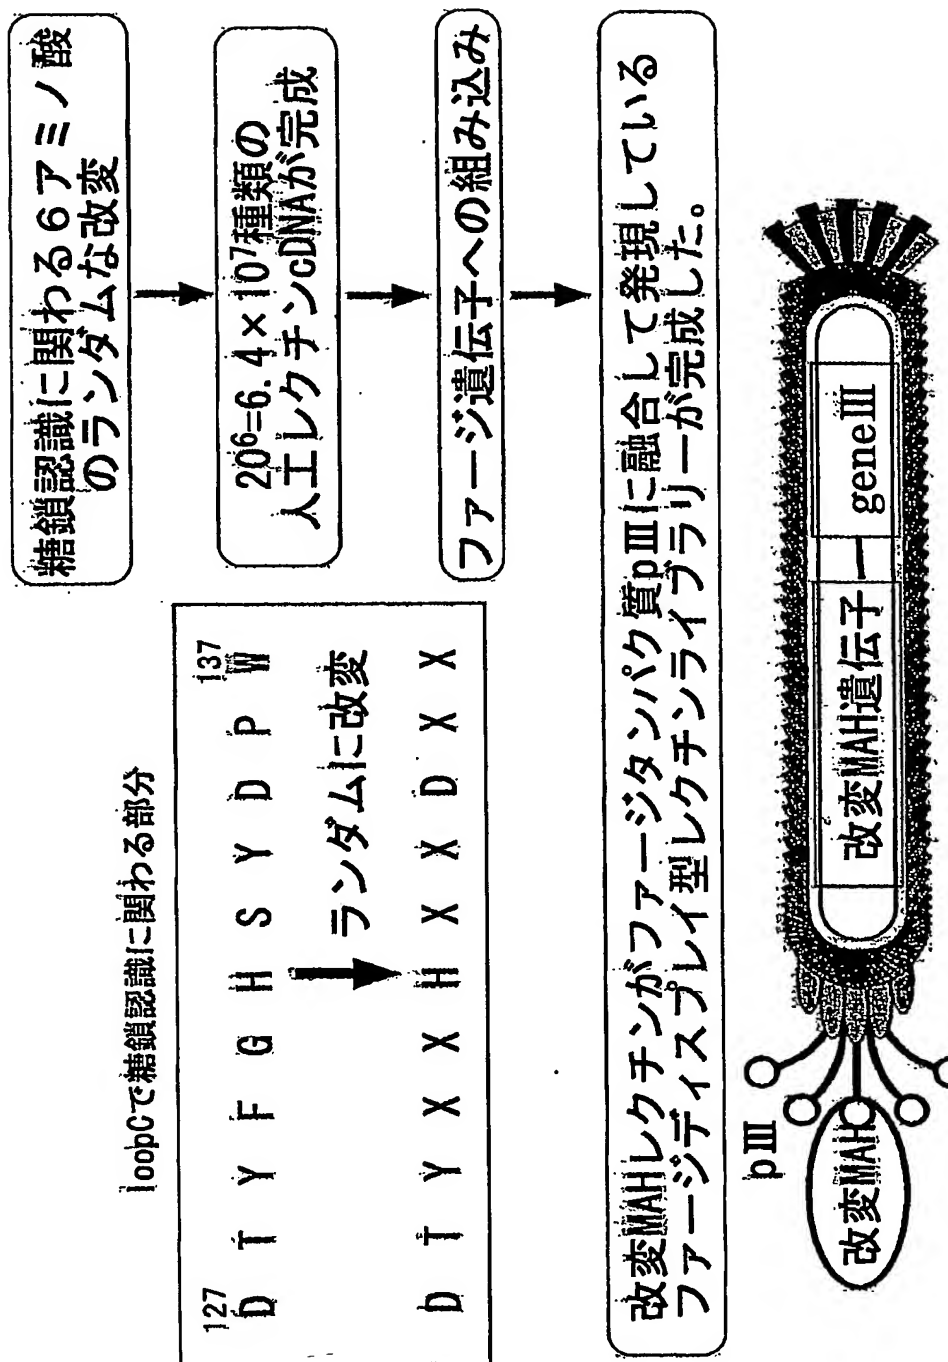 loopCで糖鎖認識に関わる部分
127 137
D T Y F G H S Y D P W
ランダムに改変
D T Y X X H X X D X X
糖鎖認識に関わる6アミノ酸
のランダムな改変
20⁶=6.4×10⁷種類の
人工レクチンcDNAが完成
ファージ遺伝子への組み込み
改変MAHレクチンがファージタンパク質pⅢに融合して発現している
ファージディスプレイ型レクチンライブラリーが完成した。
pⅢ
改変MAH
改変MAH遺伝子
geneⅢ